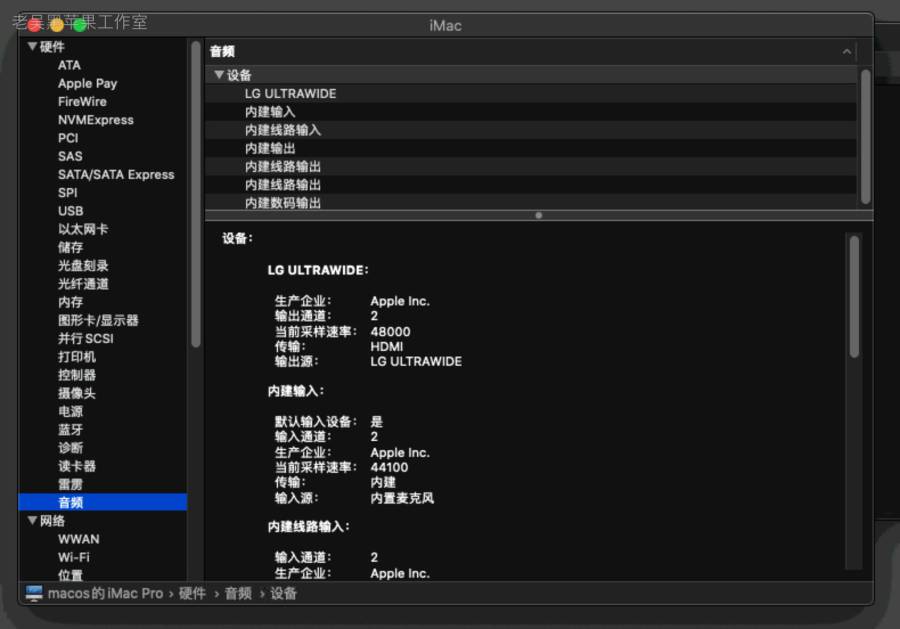 老吴黑苹果工作室
iMac
硬件
ATA
Apple Pay
FireWire
NVMExpress
PCI
SAS
SATA/SATA Express
SPI
USB
以太网卡
储存
光盘刻录
光纤通道
内存
图形卡/显示器
并行 SCSI
打印机
控制器
摄像头
电源
蓝牙
诊断
读卡器
雷雳
音频
网络
WWAN
Wi-Fi
位置
音频
设备
LG ULTRAWIDE
内建输入
内建线路输入
内建输出
内建线路输出
内建线路输出
内建数码输出
设备：
LG ULTRAWIDE：
生产企业： Apple Inc.
输出通道： 2
当前采样速率： 48000
传输： HDMI
输出源： LG ULTRAWIDE
内建输入：
默认输入设备： 是
输入通道： 2
生产企业： Apple Inc.
当前采样速率： 44100
传输： 内建
输入源： 内置麦克风
内建线路输入：
输入通道： 2
生产企业： Apple Inc.
macos的 iMac Pro › 硬件 › 音频 › 设备